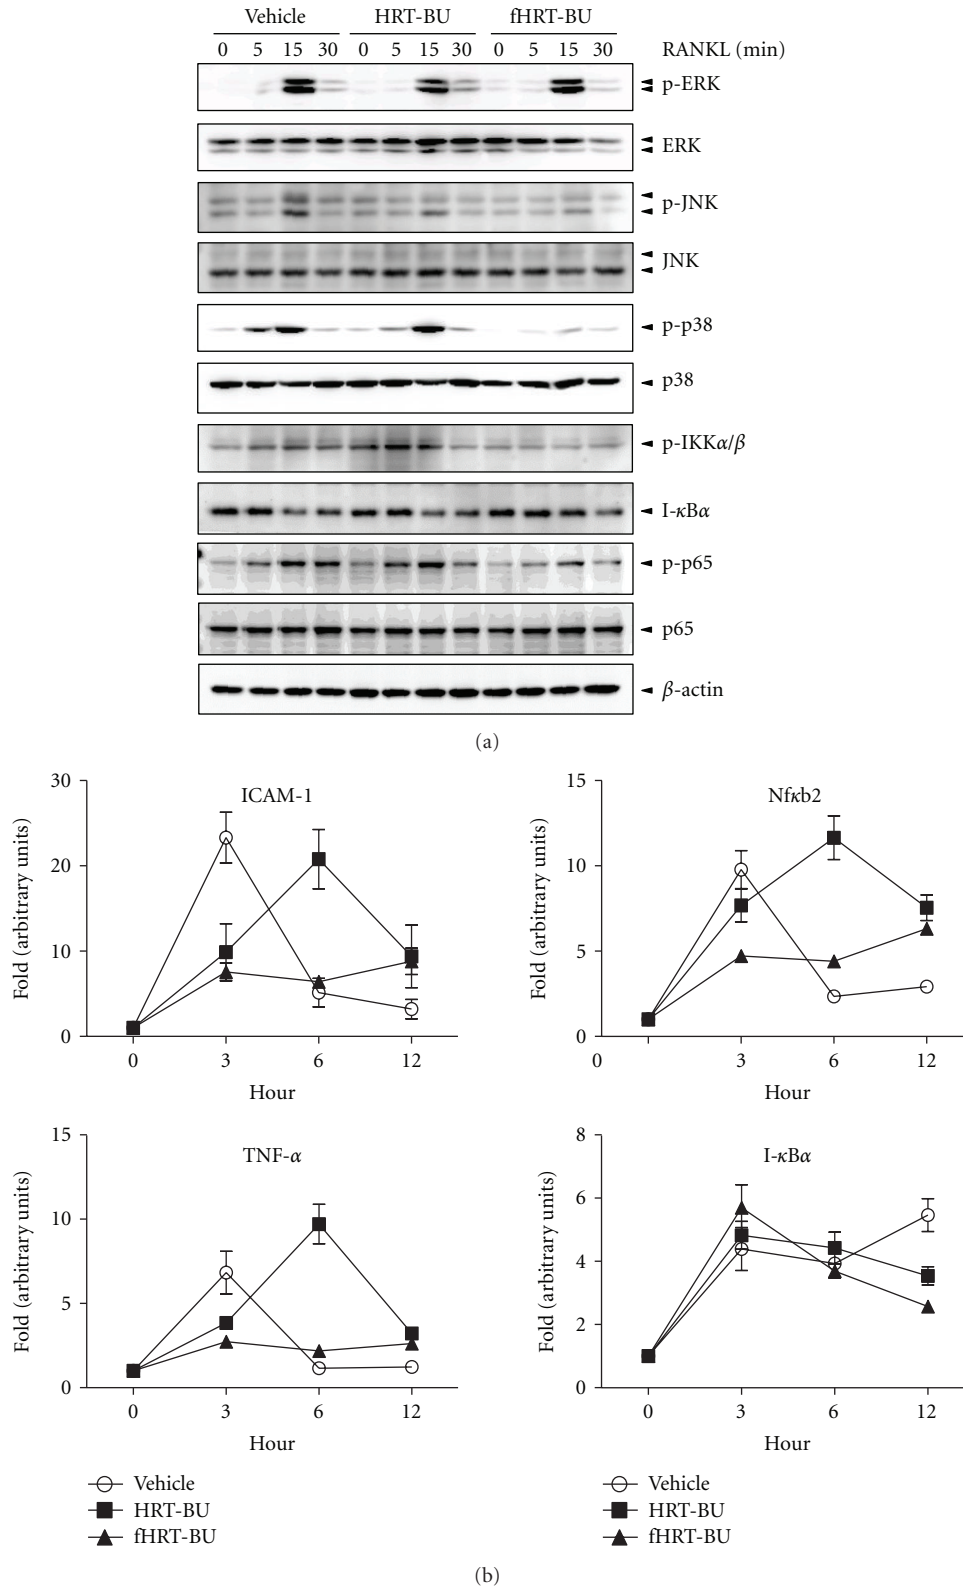 Vehicle HRT-BU fHRT-BU
0 5 15 30 0 5 15 30 0 5 15 30 RANKL (min)
p-ERK
ERK
p-JNK
JNK
p-p38
p38
p-IKKα/β
I-κBα
p-p65
p65
β-actin
(a)
ICAM-1
Fold (arbitrary units)
30
20
10
0
0 3 6 12
Hour
Nfκb2
Fold (arbitrary units)
15
10
5
0
0
0 3 6 12
Hour
TNF-α
Fold (arbitrary units)
15
10
5
0
0 3 6 12
Hour
I-κBα
Fold (arbitrary units)
8
6
4
2
0
0 3 6 12
Hour
Vehicle
HRT-BU
fHRT-BU
Vehicle
HRT-BU
fHRT-BU
(b)